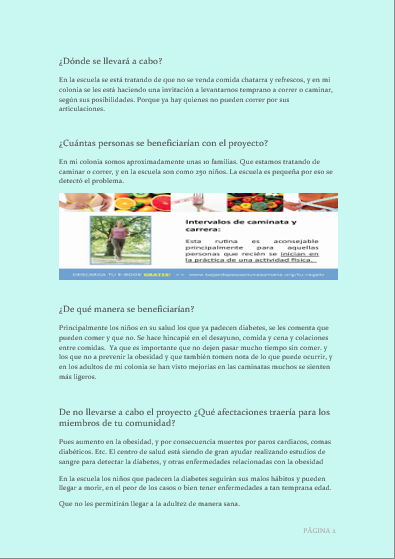 ¿Dónde se llevará a cabo?
En la escuela se está tratando de que no se venda comida chatarra y refrescos, y en mi
colonia se les está haciendo una invitación a levantarnos temprano a correr o caminar,
según sus posibilidades. Porque ya hay quienes no pueden correr por sus
articulaciones.
¿Cuántas personas se beneficiarían con el proyecto?
En mi colonia somos aproximadamente unas 10 familias. Que estamos tratando de
caminar o correr, y en la escuela son como 250 niños. La escuela es pequeña por eso se
detectó el problema.
Intervalos de caminata y
carrera:
Esta rutina es aconsejable
principalmente para aquellas
personas que recién se inician en
la práctica de una actividad física.
DESCARGA TU E-BOOK GRATIS! >>
¿De qué manera se beneficiarían?
Principalmente los niños en su salud los que ya padecen diabetes, se les comenta que
pueden comer y que no. Se hace hincapié en el desayuno, comida y cena y colaciones
entre comidas. Ya que es importante que no dejen pasar mucho tiempo sin comer. y
los que no a prevenir la obesidad y que también tomen nota de lo que puede ocurrir, y
en los adultos de mi colonia se han visto mejorías en las caminatas muchos se sienten
más ligeros.
De no llevarse a cabo el proyecto ¿Qué afectaciones traería para los
miembros de tu comunidad?
Pues aumento en la obesidad, y por consecuencia muertes por paros cardiacos, comas
diabéticos. Etc. El centro de salud está siendo de gran ayudar realizando estudios de
sangre para detectar la diabetes, y otras enfermedades relacionadas con la obesidad
En la escuela los niños que padecen la diabetes seguirán sus malos hábitos y pueden
llegar a morir, en el peor de los casos o bien tener enfermedades a tan temprana edad.
Que no les permitirán llegar a la adultez de manera sana.
PÁGINA 2